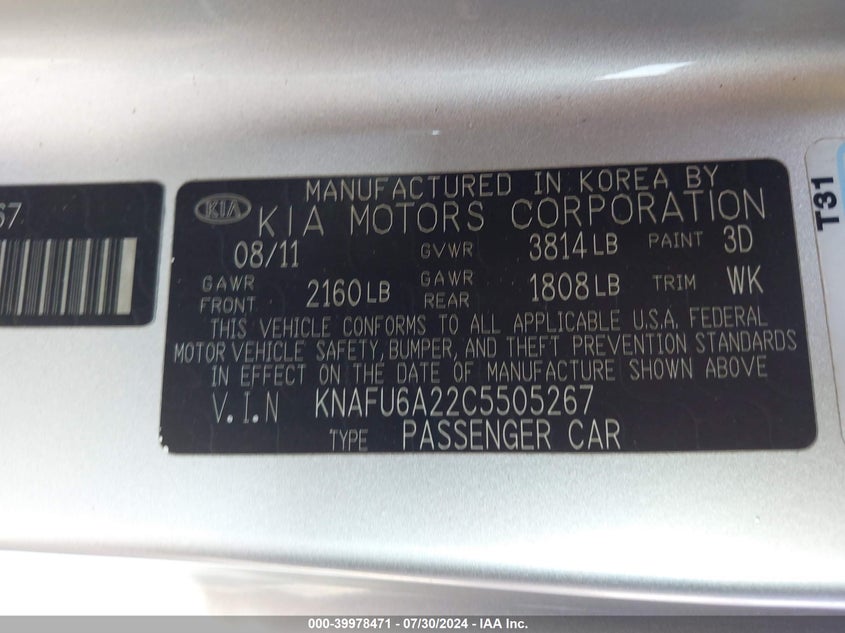 67
T31
MANUFACTURED IN KOREA BY
KIA KIA MOTORS CORPORATION
08/11 GVWR 3814LB PAINT 3D
GAWR FRONT 2160LB GAWR REAR 1808LB TRIM WK
THIS VEHICLE CONFORMS TO ALL APPLICABLE U.S.A. FEDERAL
MOTOR VEHICLE SAFETY, BUMPER, AND THEFT PREVENTION STANDARDS
IN EFFECT ON THE DATE OF MANUFACTURE SHOWN ABOVE
V.I.N KNAFU6A22C5505267
TYPE PASSENGER CAR
000-39978471 / 07/30/2024 - IAA Inc.